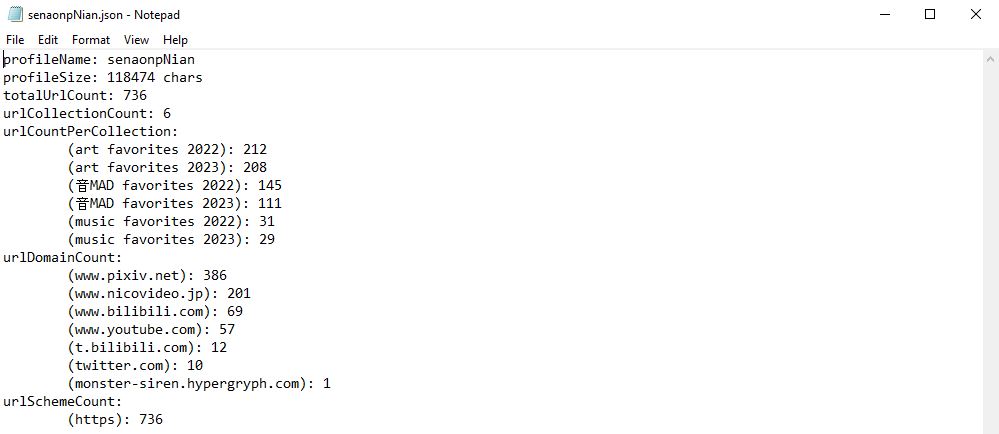 senaonpNian.json - Notepad
File Edit Format View Help
profileName: senaonpNian
profileSize: 118474 chars
totalUrlCount: 736
urlCollectionCount: 6
urlCountPerCollection:
(art favorites 2022): 212
(art favorites 2023): 208
(音MAD favorites 2022): 145
(音MAD favorites 2023): 111
(music favorites 2022): 31
(music favorites 2023): 29
urlDomainCount:
(www.pixiv.net): 386
(www.nicovideo.jp): 201
(www.bilibili.com): 69
(www.youtube.com): 57
(t.bilibili.com): 12
(twitter.com): 10
(monster-siren.hypergryph.com): 1
urlSchemeCount:
(https): 736